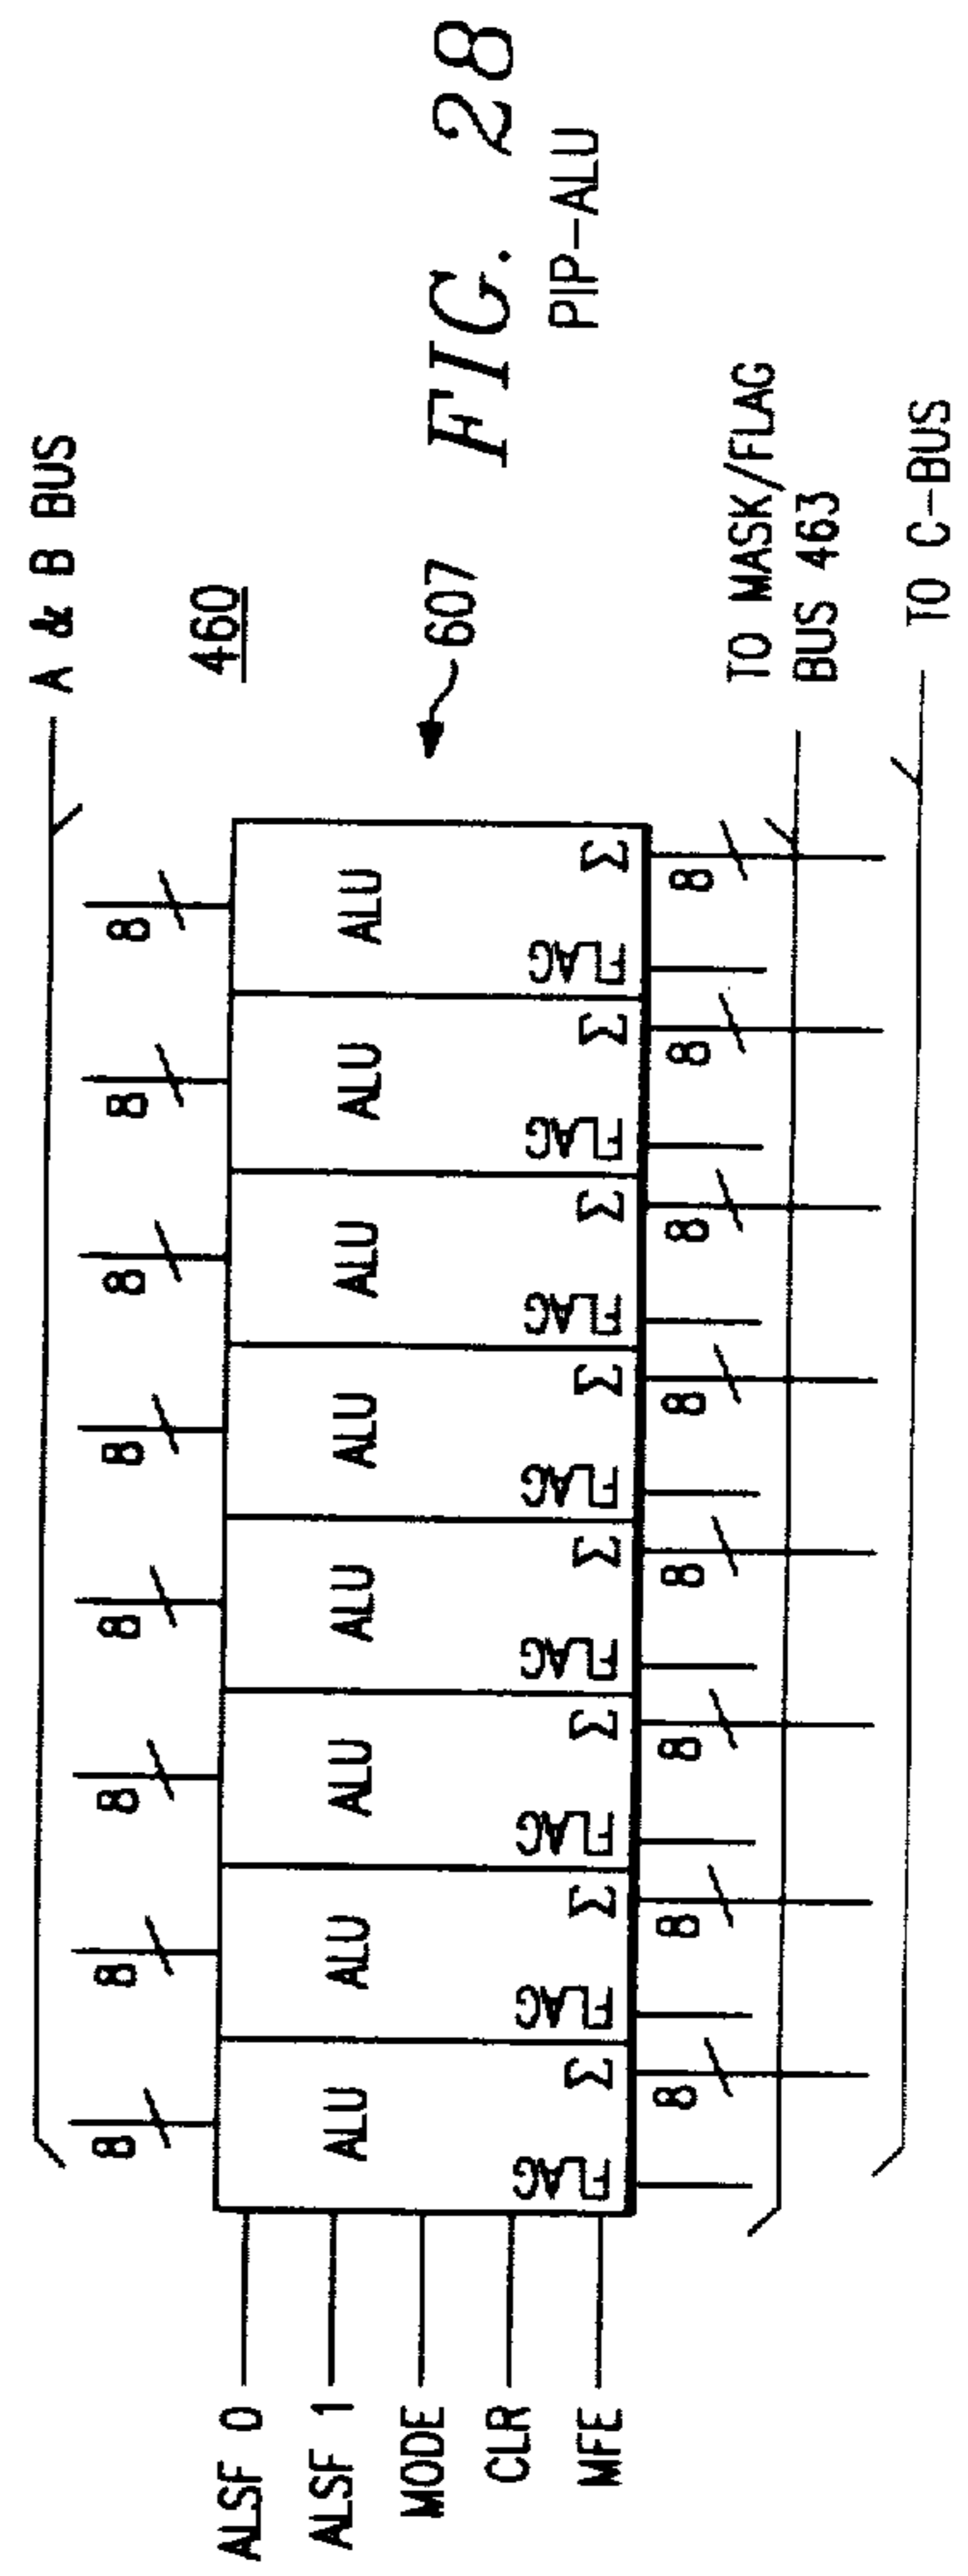 A & B BUS
460
607
FIG. 28
PIP-ALU
8 8 8 8 8 8 8 8
ALSF 0
ALSF 1
MODE
CLR
MFE
ALU ALU ALU ALU ALU ALU ALU ALU
FLAG Σ FLAG Σ FLAG Σ FLAG Σ FLAG Σ FLAG Σ FLAG Σ FLAG Σ
8 8 8 8 8 8 8 8
TO MASK/FLAG
BUS 463
TO C-BUS